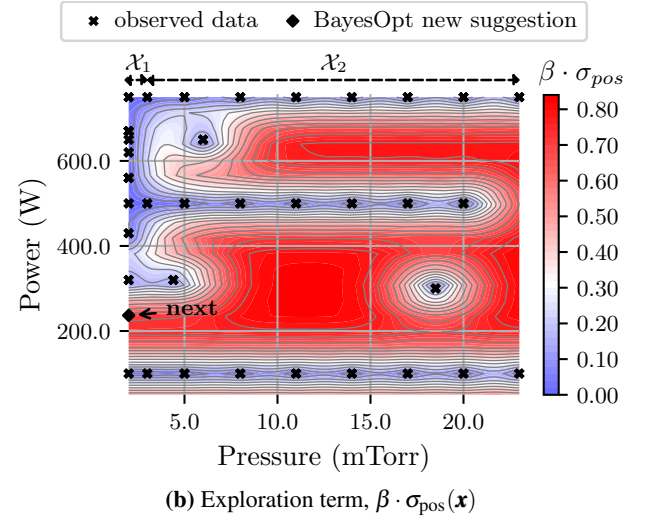 observed data BayesOpt new suggestion
𝒳₁ 𝒳₂ β · σ_pos
0.80
0.70
600.0
0.60
0.50
Power (W)
400.0
0.40
0.30
next
200.0
0.20
0.10
0.00
5.0 10.0 15.0 20.0
Pressure (mTorr)
(b) Exploration term, β · σ_pos(𝒙)